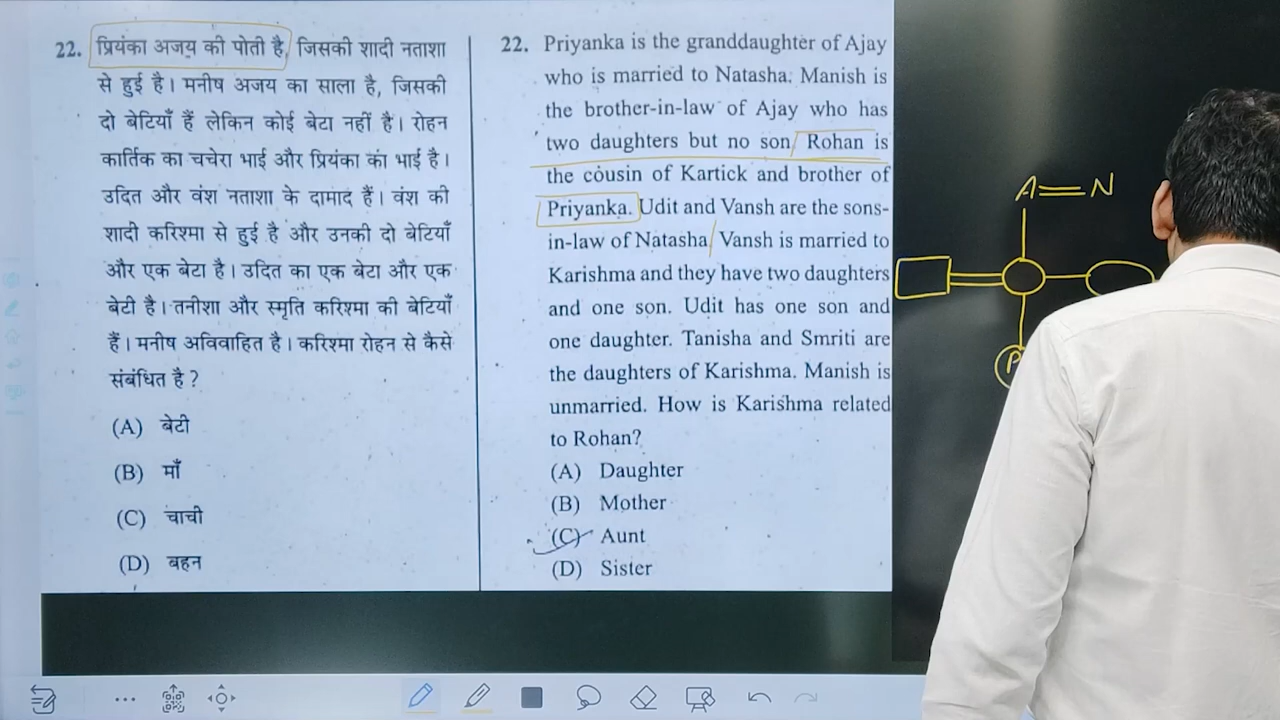 22. प्रियंका अजय की पोती है, जिसकी शादी नताशा
से हुई है। मनीष अजय का साला है, जिसकी
दो बेटियाँ हैं लेकिन कोई बेटा नहीं है। रोहन
कार्तिक का चचेरा भाई और प्रियंका का भाई है।
उदित और वंश नताशा के दामाद हैं। वंश की
शादी करिश्मा से हुई है और उनकी दो बेटियाँ
और एक बेटा है। उदित का एक बेटा और एक
बेटी है। तनीशा और स्मृति करिश्मा की बेटियाँ
हैं। मनीष अविवाहित है। करिश्मा रोहन से कैसे
संबंधित है ?
(A) बेटी
(B) माँ
(C) चाची
(D) बहन
22. Priyanka is the granddaughter of Ajay
who is married to Natasha. Manish is
the brother-in-law of Ajay who has
two daughters but no son. Rohan is
the cousin of Kartick and brother of
Priyanka. Udit and Vansh are the sons-
in-law of Natasha. Vansh is married to
Karishma and they have two daughters
and one son. Udit has one son and
one daughter. Tanisha and Smriti are
the daughters of Karishma. Manish is
unmarried. How is Karishma related
to Rohan?
(A) Daughter
(B) Mother
(C) Aunt
(D) Sister
A = N
P